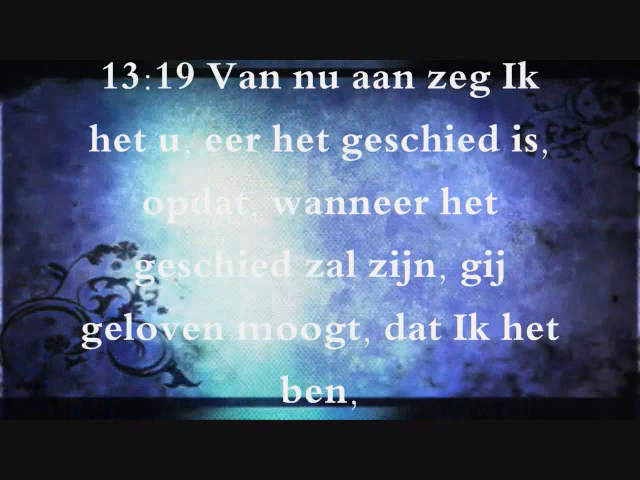 13:19 Van nu aan zeg Ik
het u, eer het geschied is,
opdat, wanneer het
geschied zal zijn, gij
geloven moogt, dat Ik het
ben,